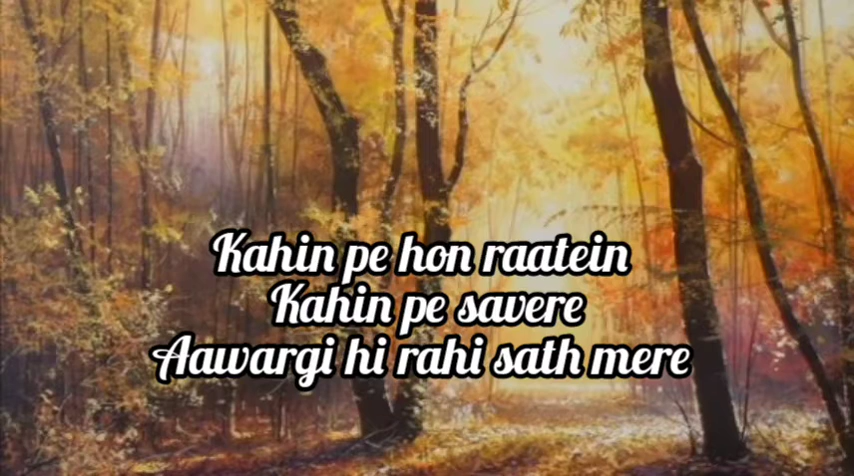 Kahin pe hon raatein
Kahin pe savere
Aawargi hi rahi sath mere